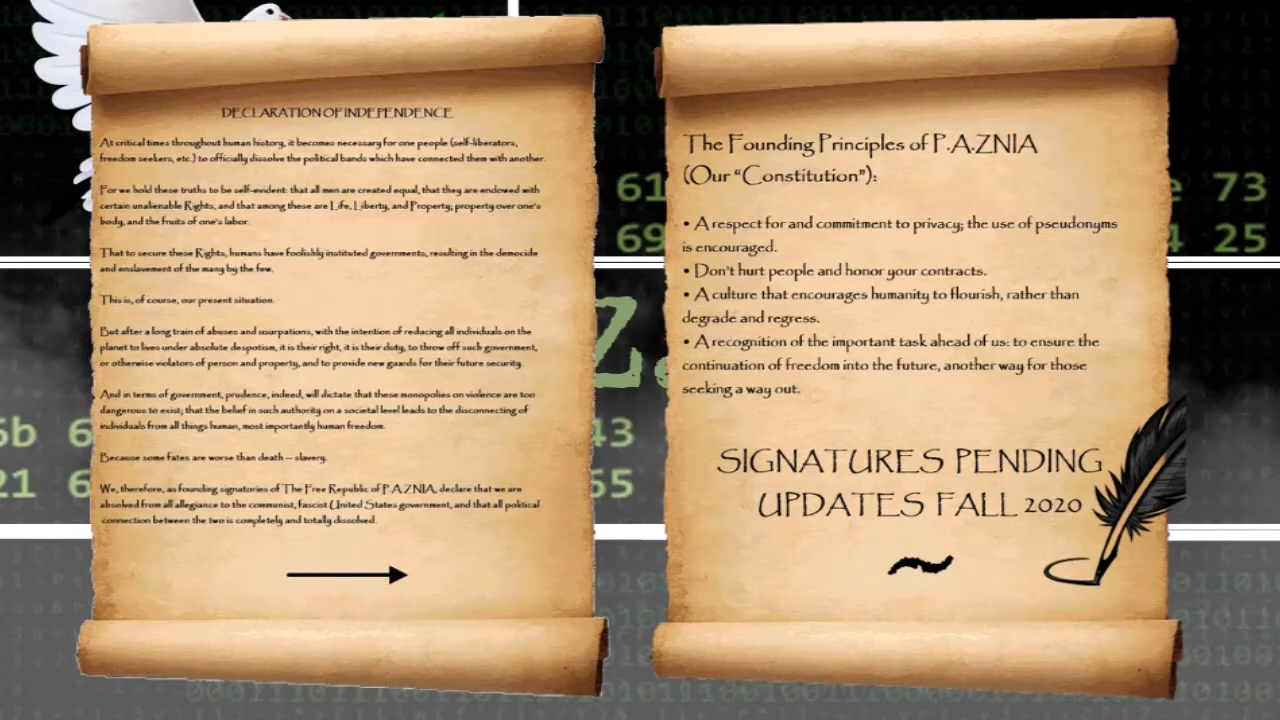 DECLARATION OF INDEPENDENCE
At critical times throughout human history, it becomes necessary for one people (self-liberators,
freedom seekers, etc.) to officially dissolve the political bands which have connected them with another.
For we hold these truths to be self-evident: that all men are created equal, that they are endowed with
certain unalienable Rights, and that among these are Life, Liberty, and Property; property over one's
body, and the fruits of one's labor.
That to secure these Rights, humans have foolishly instituted governments, resulting in the democide
and enslavement of the many by the few.
This is, of course, our present situation.
But after a long train of abuses and usurpations, with the intention of reducing all individuals on the
planet to lives under absolute despotism, it is their right, it is their duty, to throw off such government,
or otherwise violators of person and property, and to provide new guards for their future security.
And in terms of government, prudence, indeed, will dictate that these monopolies on violence are too
dangerous to exist; that the belief in such authority on a societal level leads to the disconnecting of
individuals from all things human, most importantly human freedom.
Because some fates are worse than death -- slavery.
We, therefore, as founding signatories of The Free Republic of P.A.Z.NIA, declare that we are
absolved from all allegiance to the communist, fascist United States government, and that all political
connection between the two is completely and totally dissolved.
The Founding Principles of P.A.ZNIA
(Our “Constitution”):
• A respect for and commitment to privacy; the use of pseudonyms
is encouraged.
• Don't hurt people and honor your contracts.
• A culture that encourages humanity to flourish, rather than
degrade and regress.
• A recognition of the important task ahead of us: to ensure the
continuation of freedom into the future, another way for those
seeking a way out.
SIGNATURES PENDING
UPDATES FALL 2020
61
73
69
25
Z
6b 6
43
21 6
65